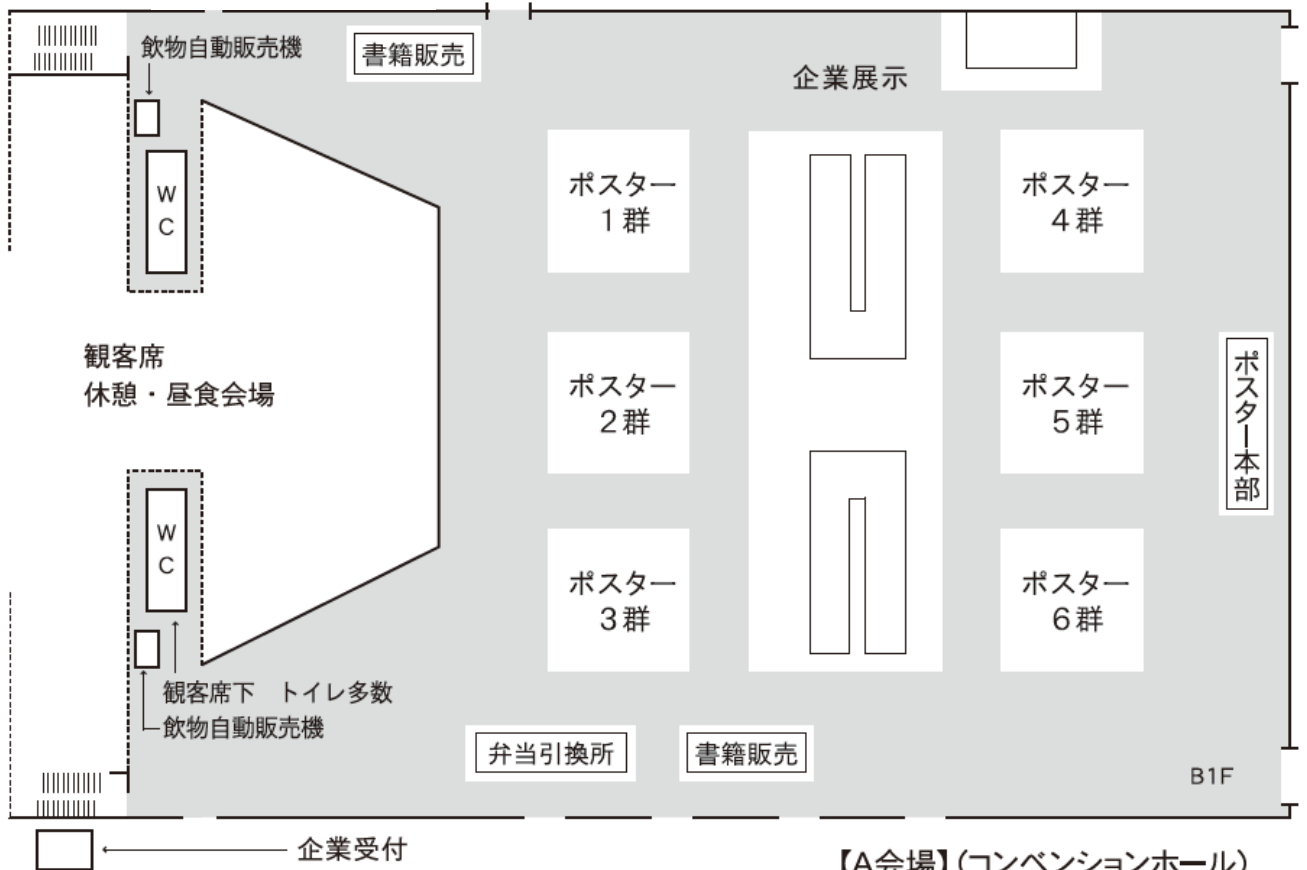 飲物自動販売機
書籍販売
企業展示
WC
ポスター
1群
ポスター
4群
観客席
休憩・昼食会場
ポスター
2群
ポスター
5群
ポスター本部
WC
ポスター
3群
ポスター
6群
観客席下　トイレ多数
飲物自動販売機
弁当引換所
書籍販売
B1F
企業受付
【A会場】(コンベンションホール)